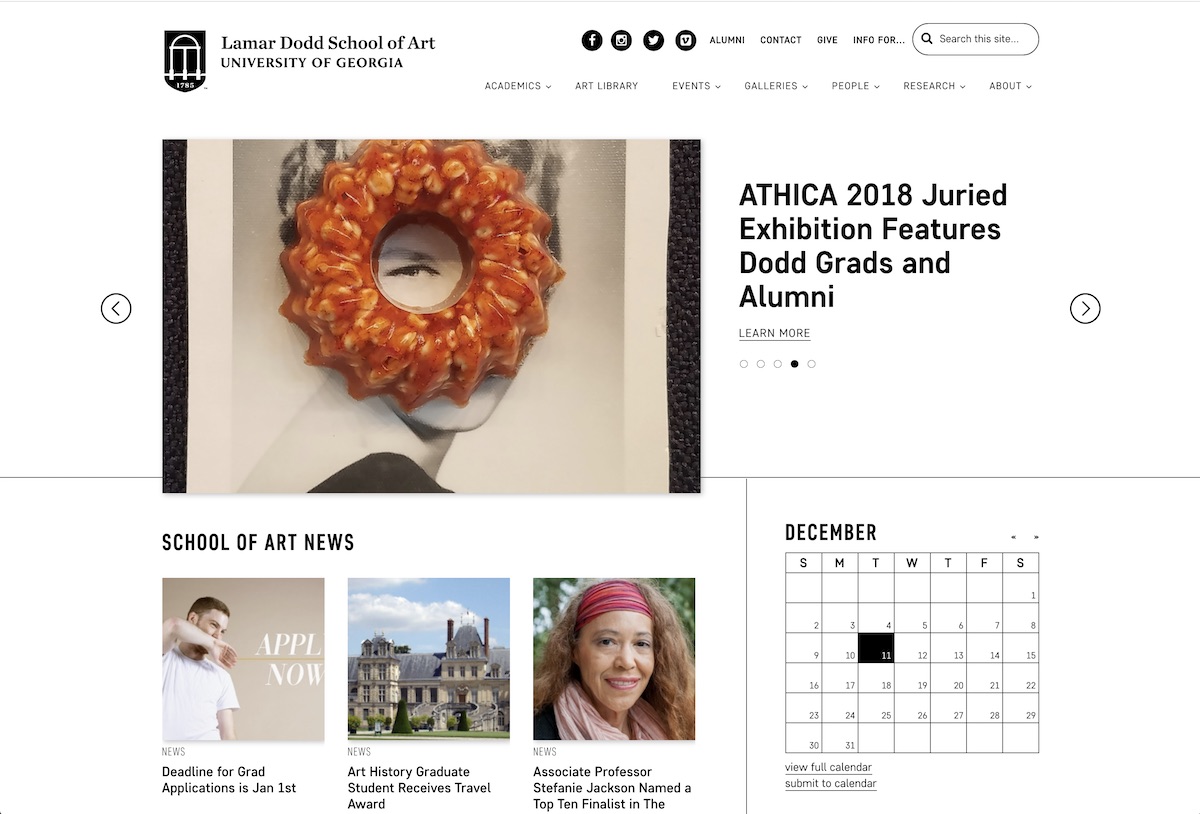 Lamar Dodd School of Art
UNIVERSITY OF GEORGIA
1785
ALUMNI CONTACT GIVE INFO FOR... Search this site...
ACADEMICS ART LIBRARY EVENTS GALLERIES PEOPLE RESEARCH ABOUT
ATHICA 2018 Juried
Exhibition Features
Dodd Grads and
Alumni
LEARN MORE
SCHOOL OF ART NEWS
APPL
NOW
NEWS
Deadline for Grad
Applications is Jan 1st
NEWS
Art History Graduate
Student Receives Travel
Award
NEWS
Associate Professor
Stefanie Jackson Named a
Top Ten Finalist in The
DECEMBER « »
S M T W T F S
1
2 3 4 5 6 7 8
9 10 11 12 13 14 15
16 17 18 19 20 21 22
23 24 25 26 27 28 29
30 31
view full calendar
submit to calendar